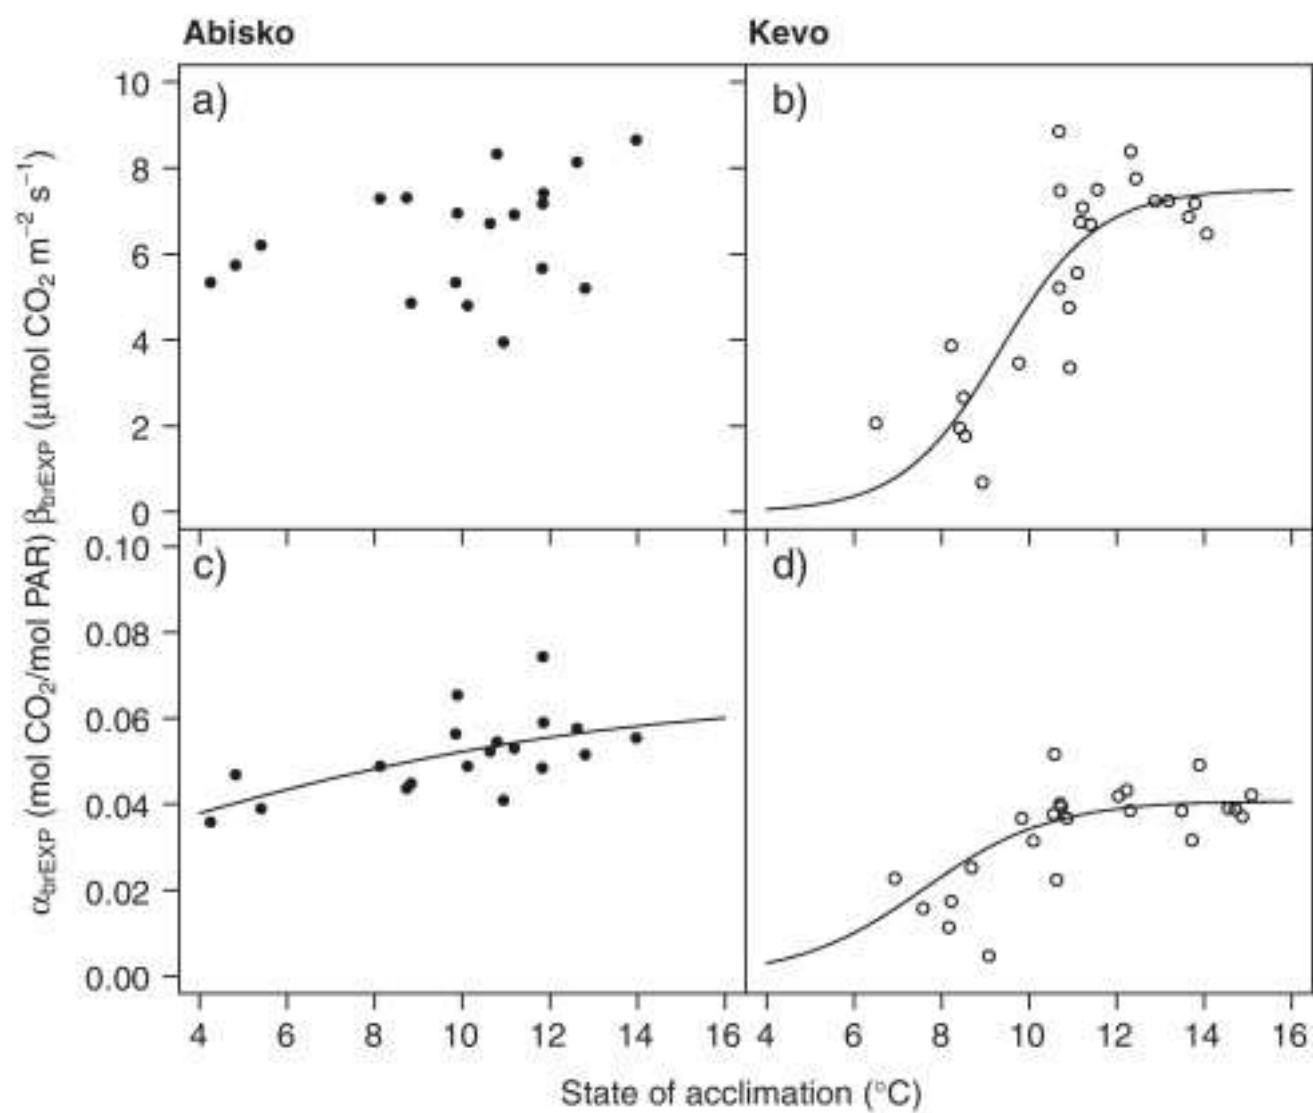 Abisko Kevo
a) b)
10
8
6
4
2
0
β_brEXP (μmol CO₂ m⁻² s⁻¹)
c) d)
0.10
0.08
0.06
0.04
0.02
0.00
α_brEXP (mol CO₂/mol PAR)
4 6 8 10 12 14 16 4 6 8 10 12 14 16
State of acclimation (°C)